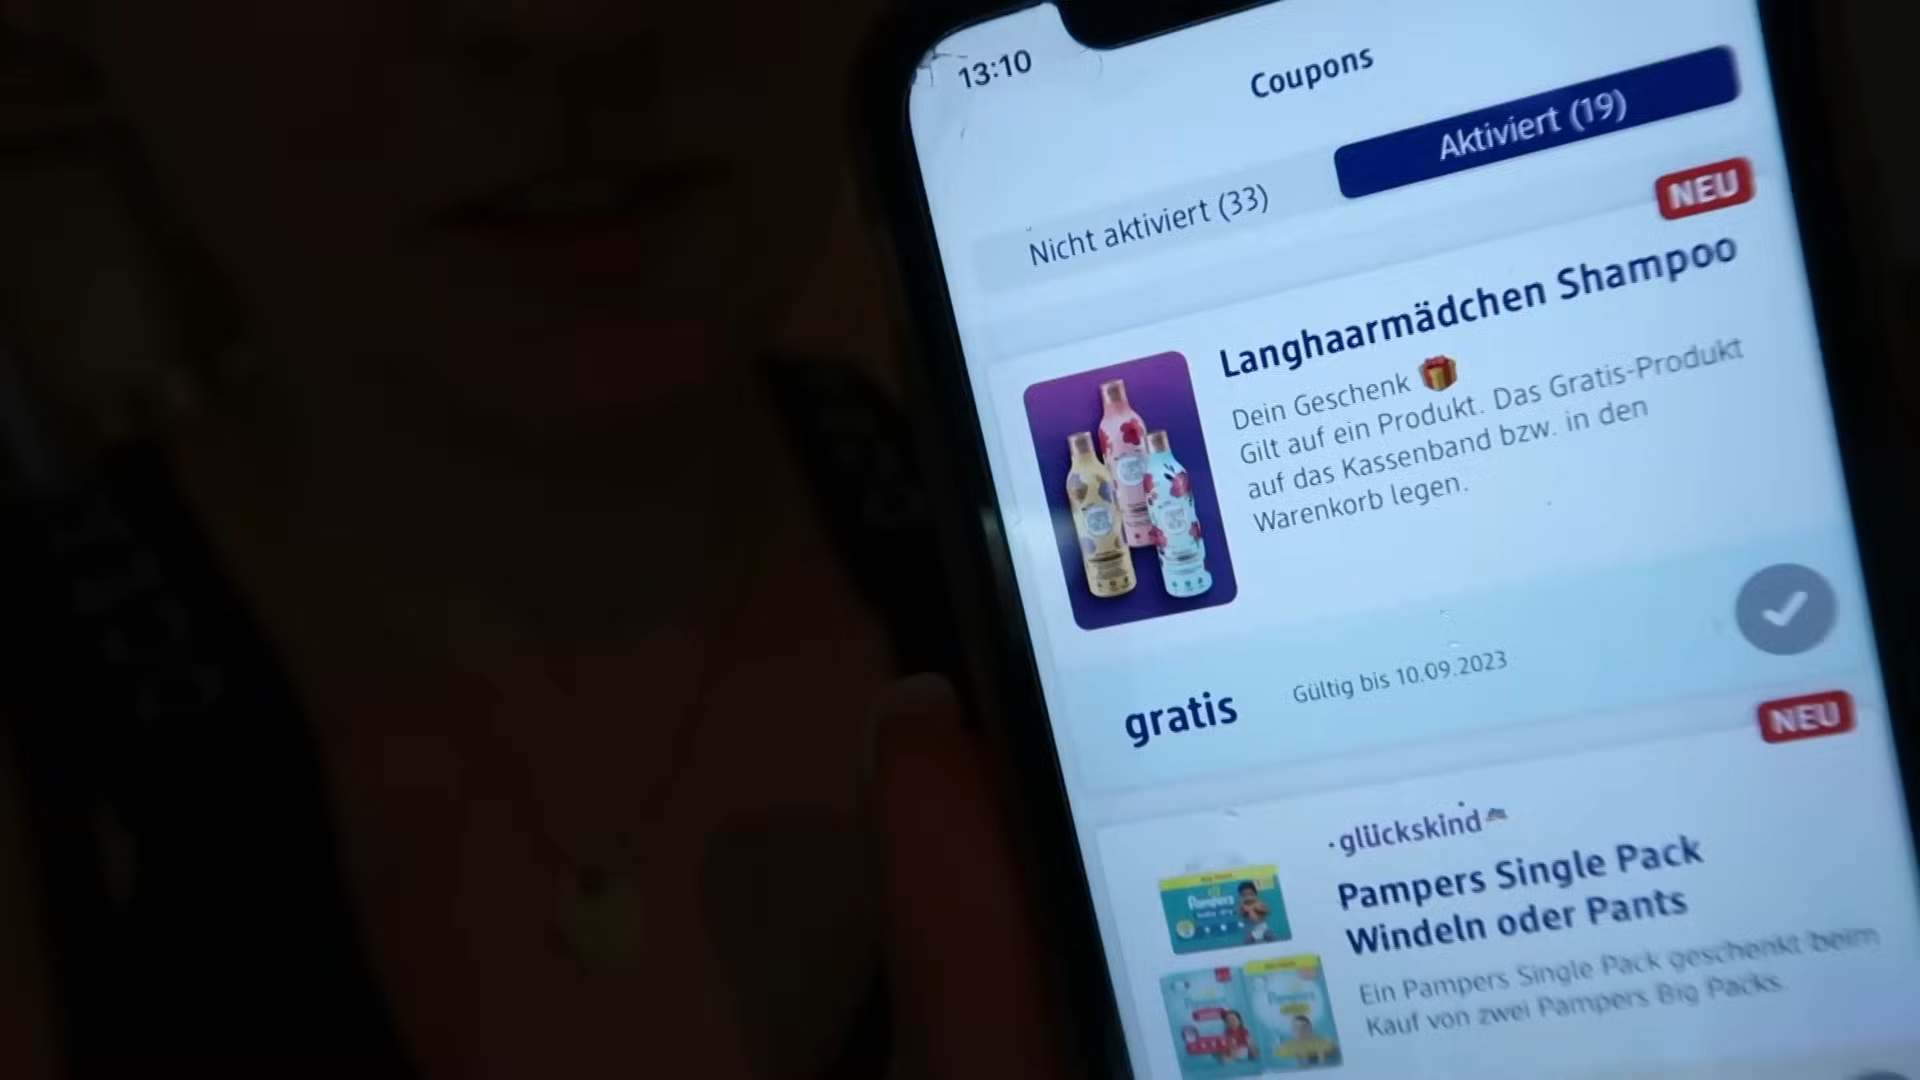 13:10
Coupons
Nicht aktiviert (33)
Aktiviert (19)
NEU
Langhaarmädchen Shampoo
Dein Geschenk 🎁
Gilt auf ein Produkt. Das Gratis-Produkt
auf das Kassenband bzw. in den
Warenkorb legen.
gratis
Gültig bis 10.09.2023
NEU
glückskind
Pampers Single Pack
Windeln oder Pants
Ein Pampers Single Pack geschenkt beim
Kauf von zwei Pampers Big Packs.
Pampers